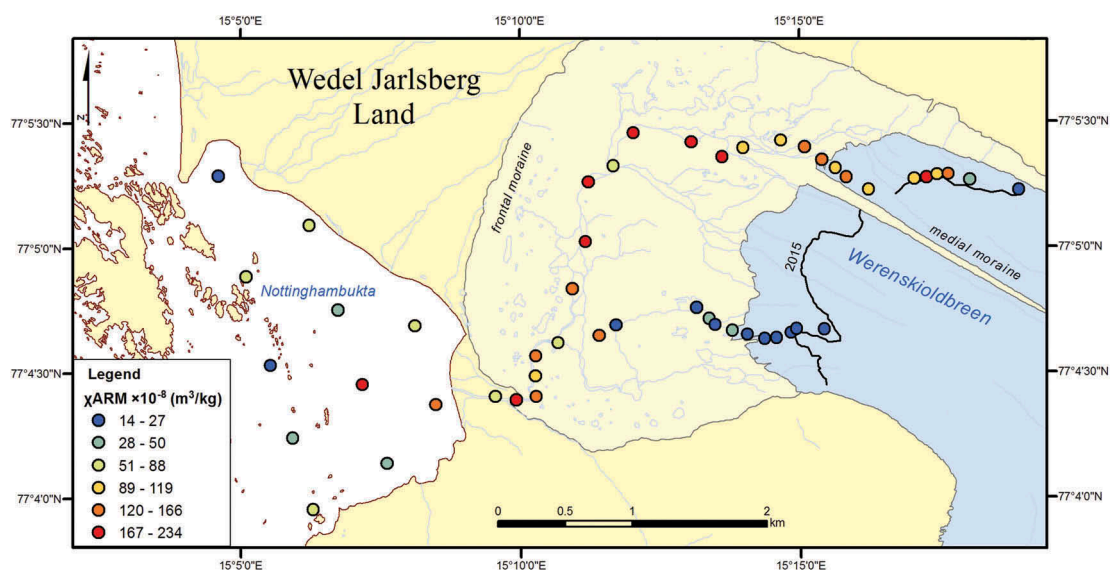 15°5'0"E
15°10'0"E
15°15'0"E
77°5'30"N
77°5'0"N
77°4'30"N
77°4'0"N
Z
Wedel Jarlsberg
Land
frontal moraine
Nottinghambukta
2015
medial moraine
Werenskioldbreen
77°5'30"N
77°5'0"N
77°4'30"N
77°4'0"N
Legend
χARM ×10⁻⁸ (m³/kg)
14 - 27
28 - 50
51 - 88
89 - 119
120 - 166
167 - 234
0 0.5 1 2
km
15°5'0"E
15°10'0"E
15°15'0"E